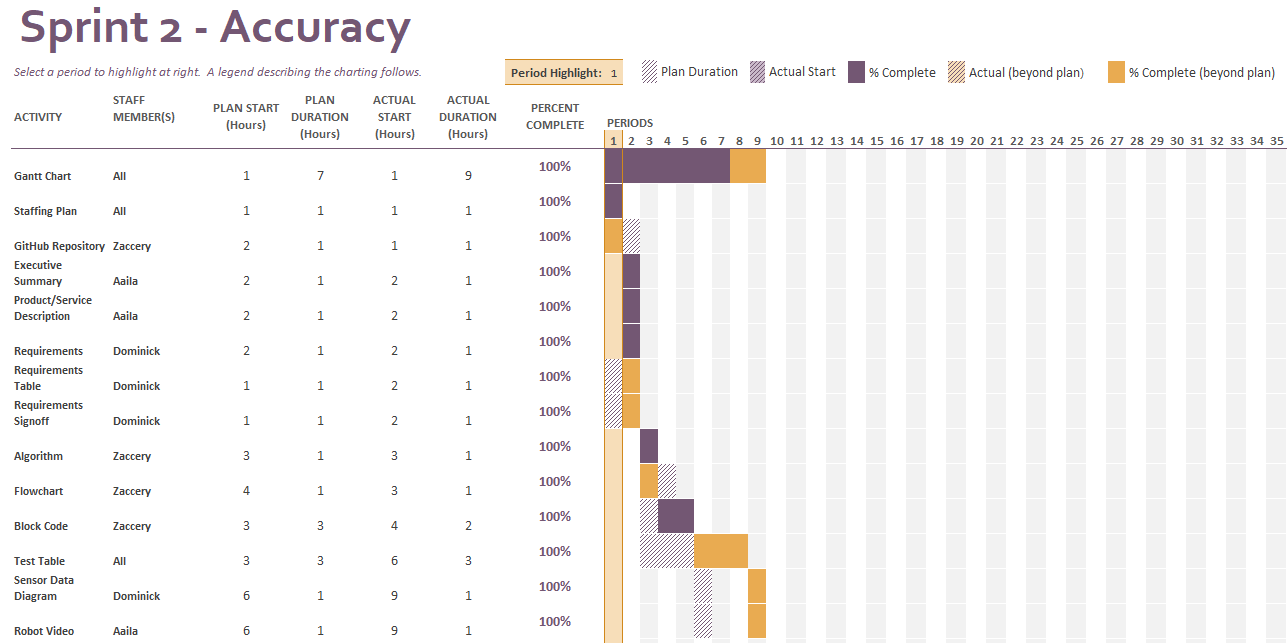 Sprint 2 - Accuracy
Select a period to highlight at right.  A legend describing the charting follows.
Period Highlight: 1
Plan Duration
Actual Start
% Complete
Actual (beyond plan)
% Complete (beyond plan)
ACTIVITY
STAFF
MEMBER(S)
PLAN START
(Hours)
PLAN
DURATION
(Hours)
ACTUAL
START
(Hours)
ACTUAL
DURATION
(Hours)
PERCENT
COMPLETE
PERIODS
1 2 3 4 5 6 7 8 9 10 11 12 13 14 15 16 17 18 19 20 21 22 23 24 25 26 27 28 29 30 31 32 33 34 35
Gantt Chart All 1 7 1 9 100%
Staffing Plan All 1 1 1 1 100%
GitHub Repository Zaccery 2 1 1 1 100%
Executive
Summary Aaila 2 1 2 1 100%
Product/Service
Description Aaila 2 1 2 1 100%
Requirements Dominick 2 1 2 1 100%
Requirements
Table Dominick 1 1 2 1 100%
Requirements
Signoff Dominick 1 1 2 1 100%
Algorithm Zaccery 3 1 3 1 100%
Flowchart Zaccery 4 1 3 1 100%
Block Code Zaccery 3 3 4 2 100%
Test Table All 3 3 6 3 100%
Sensor Data
Diagram Dominick 6 1 9 1 100%
Robot Video Aaila 6 1 9 1 100%